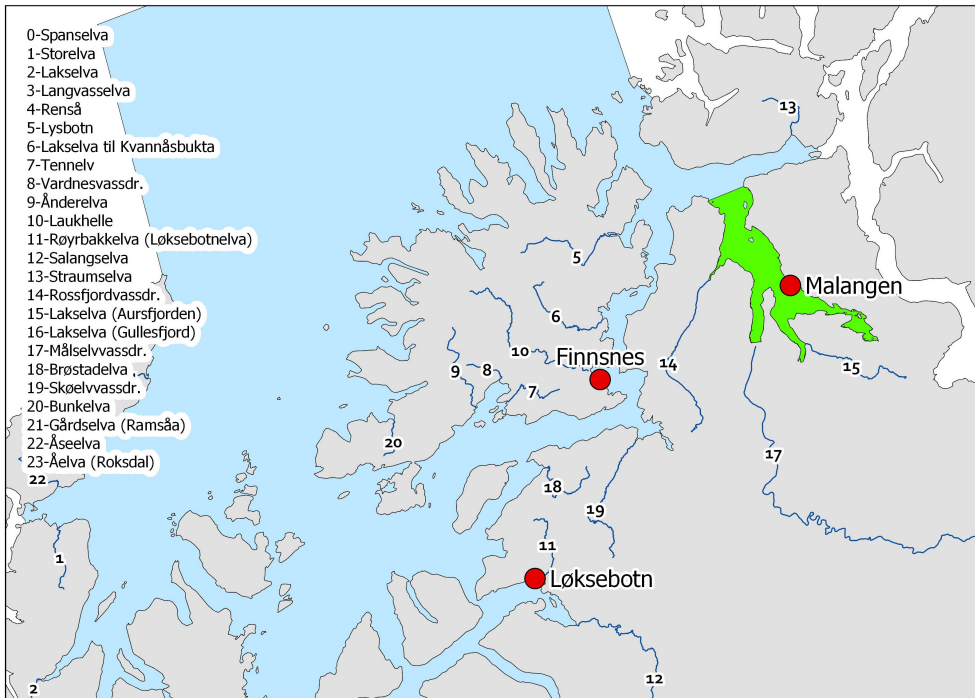 0-Spanselva
1-Storelva
2-Lakselva
3-Langvasselva
4-Renså
5-Lysbotn
6-Lakselva til Kvannåsbukta
7-Tennelv
8-Vardnesvassdr.
9-Ånderelva
10-Laukhelle
11-Røyrbakkelva (Løksebotnelva)
12-Salangselva
13-Straumselva
14-Rossfjordvassdr.
15-Lakselva (Aursfjorden)
16-Lakselva (Gullesfjord)
17-Målselvvassdr.
18-Brøstadelva
19-Skøelvvassdr.
20-Bunkelva
21-Gårdselva (Ramsåa)
22-Åseelva
23-Åelva (Roksdal)
13
5
Malangen
6
10
Finnsnes
14
15
9
8
7
20
17
22
18
19
11
1
Løksebotn
12
2